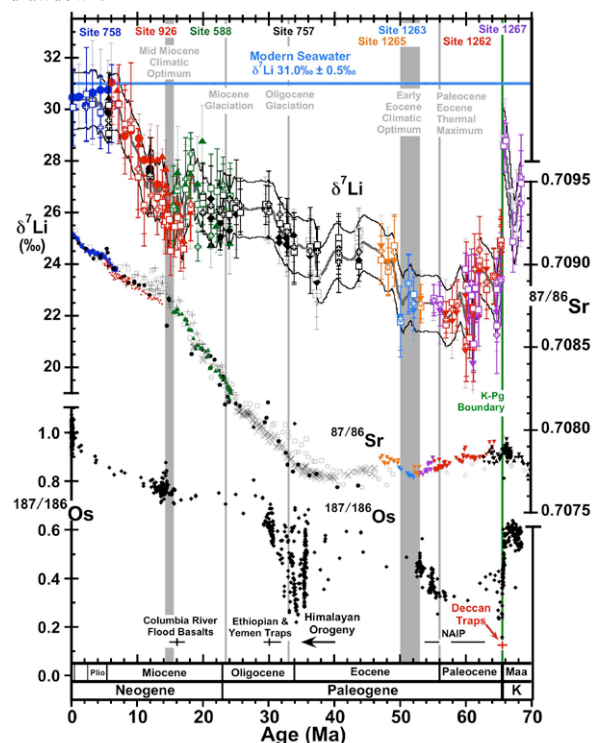 Site 758
Site 926
Site 588
Site 757
Site 1263
Site 1267
Site 1265
Site 1262
Mid Miocene
Climatic
Optimum
Modern Seawater
δ7Li 31.0‰ ± 0.5‰
Miocene
Glaciation
Oligocene
Glaciation
Early
Eocene
Climatic
Optimum
Paleocene
Eocene
Thermal
Maximum
32
30
28
26
24
22
20
δ7Li
(‰)
δ7Li
0.7095
0.7090
0.7085
0.7080
0.7075
87/86Sr
K-Pg
Boundary
87/86Sr
1.0
0.8
0.6
0.4
0.2
0.0
187/186Os
187/186Os
Columbia River
Flood Basalts
Ethiopian &
Yemen Traps
Himalayan
Orogeny
NAIP
Deccan
Traps
Plio Miocene Oligocene Eocene Paleocene Maa
Neogene Paleogene K
0 10 20 30 40 50 60 70
Age (Ma)